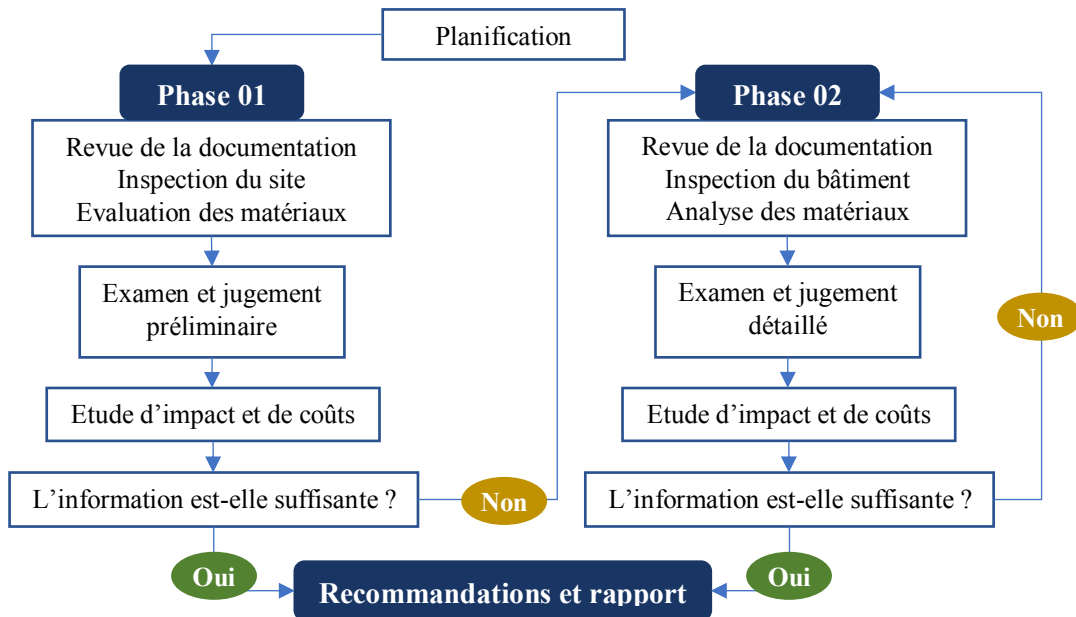 Planification
Phase 01
Revue de la documentation
Inspection du site
Evaluation des matériaux
Examen et jugement
préliminaire
Etude d’impact et de coûts
L’information est-elle suffisante ?
Non
Oui
Phase 02
Revue de la documentation
Inspection du bâtiment
Analyse des matériaux
Examen et jugement
détaillé
Etude d’impact et de coûts
L’information est-elle suffisante ?
Non
Oui
Recommandations et rapport